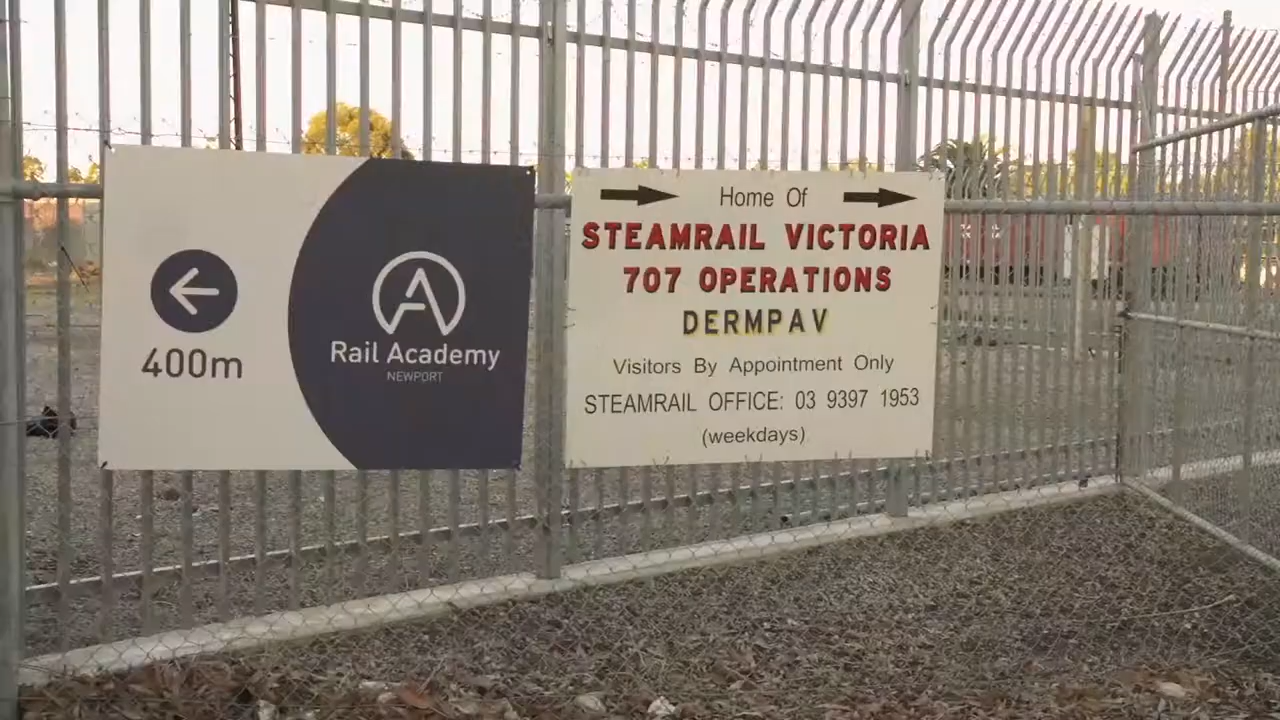 400m
Rail Academy
NEWPORT
Home Of
STEAMRAIL VICTORIA
707 OPERATIONS
DERMPAV
Visitors By Appointment Only
STEAMRAIL OFFICE: 03 9397 1953
(weekdays)